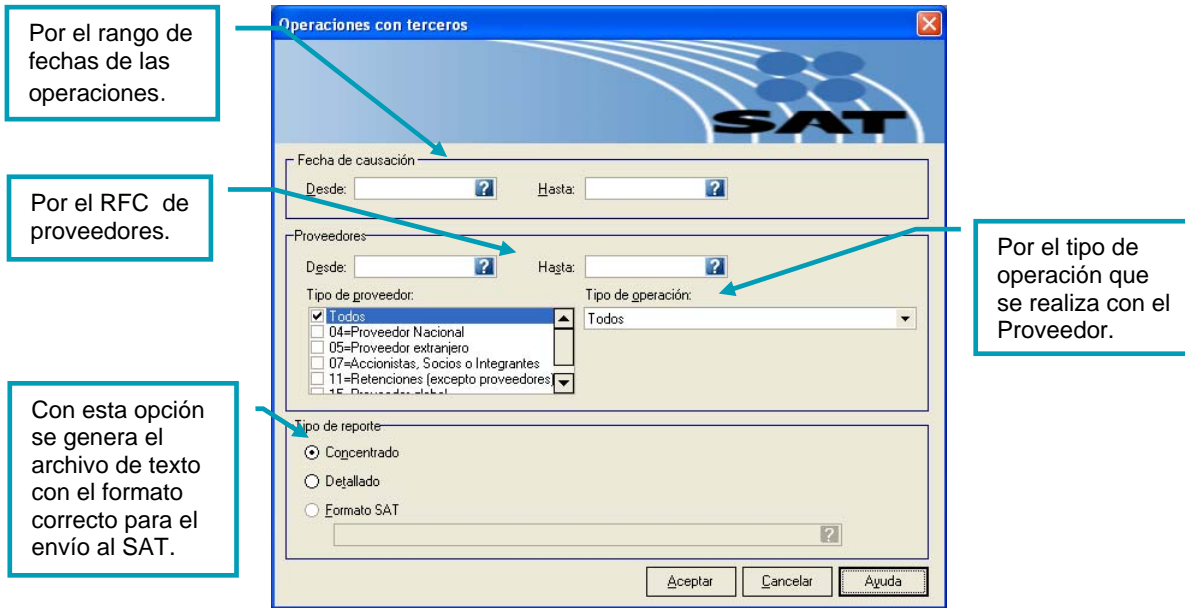 Por el rango de
fechas de las
operaciones.
Operaciones con terceros
SAT
Fecha de causación
Desde:
?
Hasta:
?
Por el RFC de
proveedores.
Proveedores
Desde:
?
Hasta:
?
Tipo de proveedor:
Tipo de operación:
Todos
Todos
04=Proveedor Nacional
05=Proveedor extranjero
07=Accionistas, Socios o Integrantes
11=Retenciones (excepto proveedores)
15=Proveedor global
Por el tipo de
operación que
se realiza con el
Proveedor.
Con esta opción
se genera el
archivo de texto
con el formato
correcto para el
envío al SAT.
Tipo de reporte
Concentrado
Detallado
Formato SAT
?
Aceptar
Cancelar
Ayuda